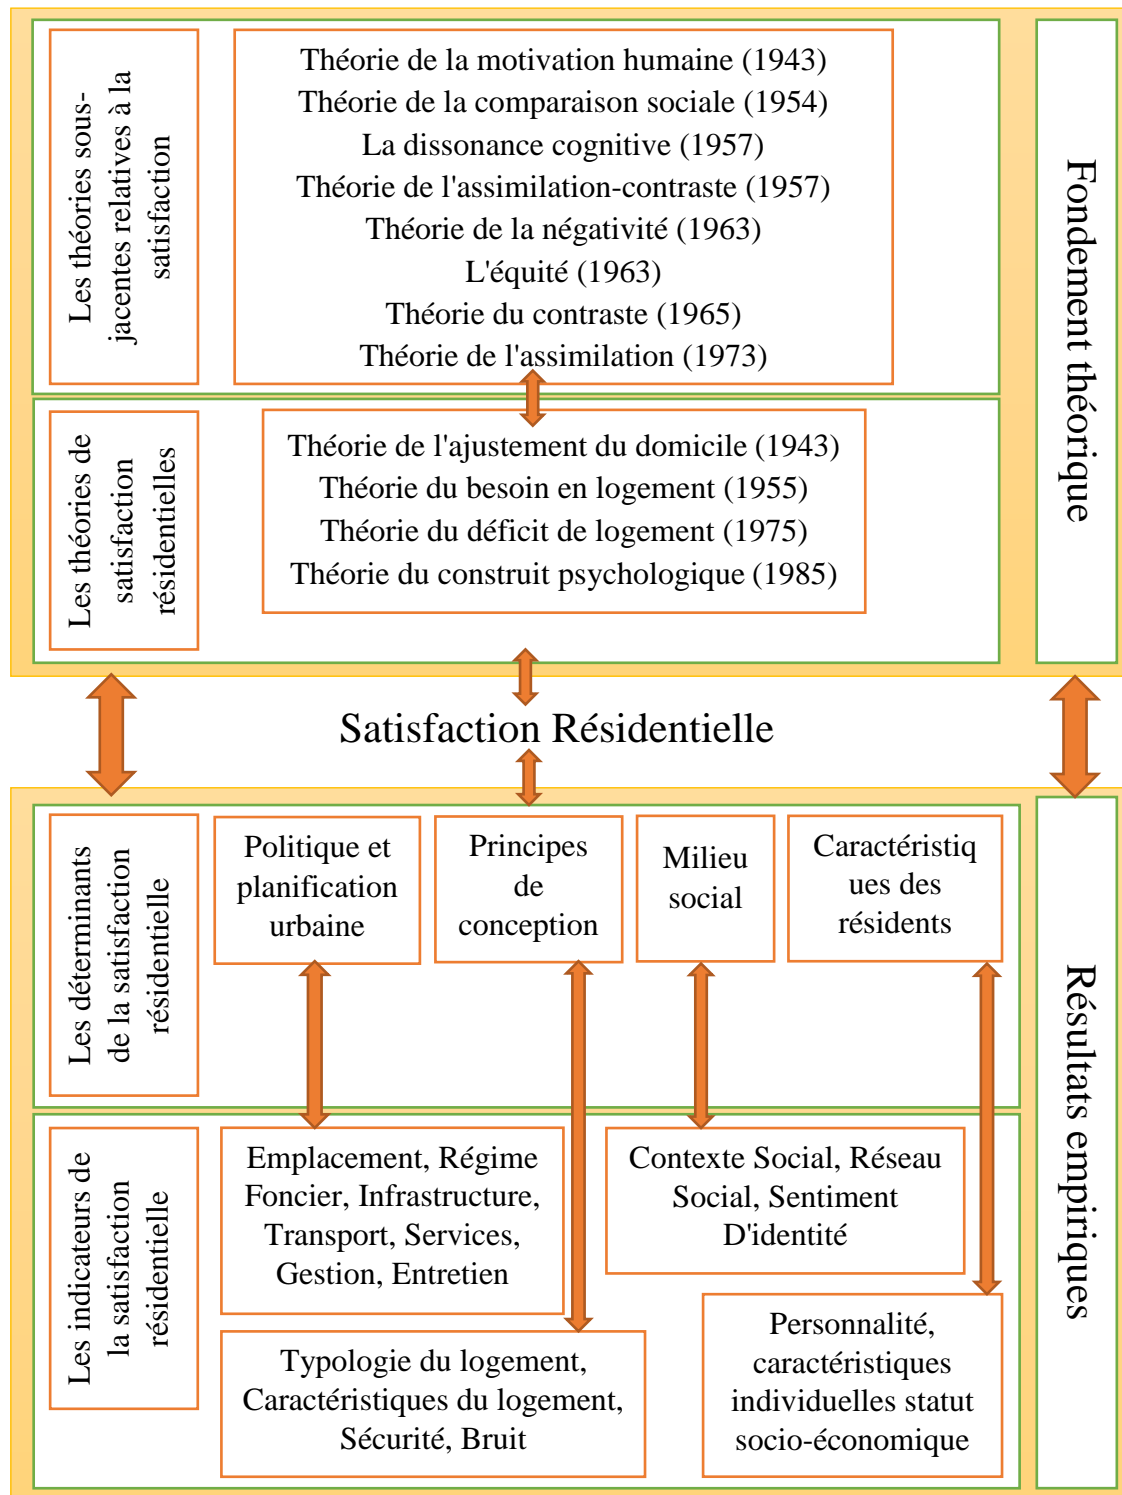 Les théories sous-
jacentes relatives à la
satisfaction
Théorie de la motivation humaine (1943)
Théorie de la comparaison sociale (1954)
La dissonance cognitive (1957)
Théorie de l'assimilation-contraste (1957)
Théorie de la négativité (1963)
L'équité (1963)
Théorie du contraste (1965)
Théorie de l'assimilation (1973)
Fondement théorique
Les théories de
satisfaction
résidentielles
Théorie de l'ajustement du domicile (1943)
Théorie du besoin en logement (1955)
Théorie du déficit de logement (1975)
Théorie du construit psychologique (1985)
Satisfaction Résidentielle
Les déterminants
de la satisfaction
résidentielle
Politique et
planification
urbaine
Principes
de
conception
Milieu
social
Caractéristiq
ues des
résidents
Résultats empiriques
Les indicateurs de
la satisfaction
résidentielle
Emplacement, Régime
Foncier, Infrastructure,
Transport, Services,
Gestion, Entretien
Contexte Social, Réseau
Social, Sentiment
D'identité
Typologie du logement,
Caractéristiques du logement,
Sécurité, Bruit
Personnalité,
caractéristiques
individuelles statut
socio-économique